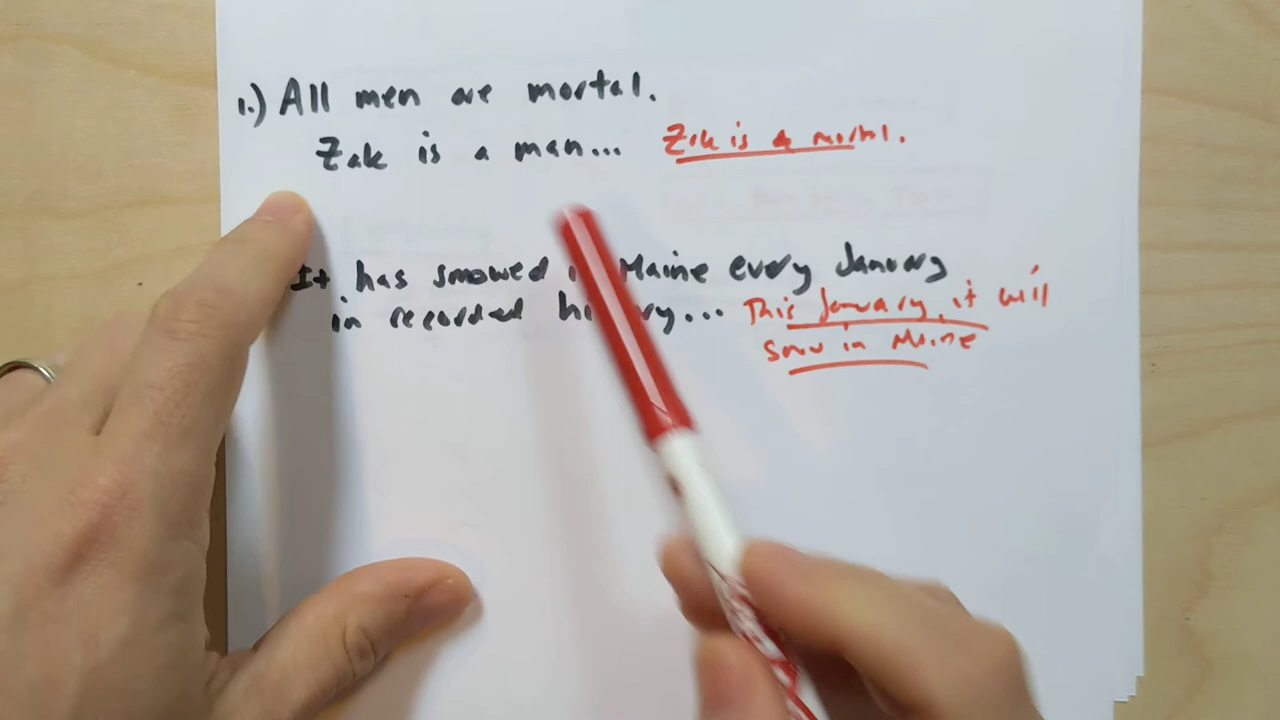 1.) All men are mortal.
Zak is a man... Zak is a mortal.
It has snowed Maine every January
in recorded ... This January, it will
snow in Maine